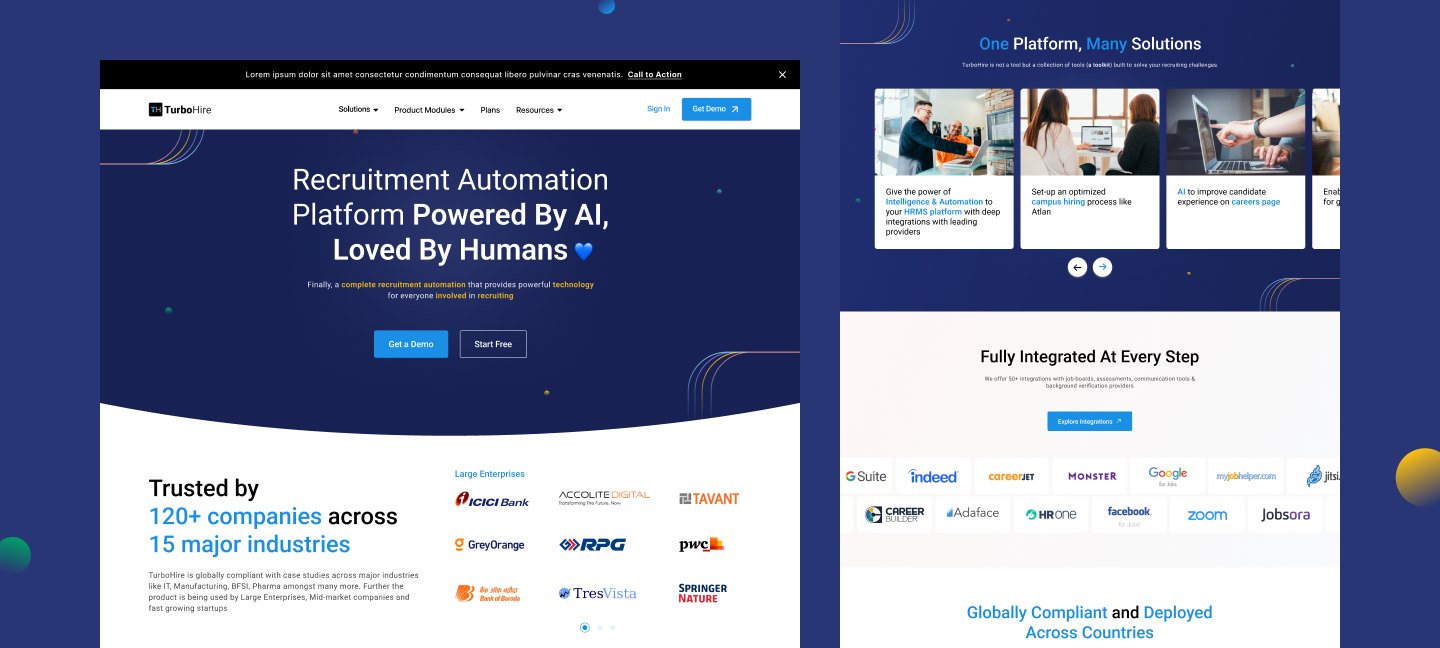 Lorem ipsum dolor sit amet consectetur condimentum consequat libero pulvinar cras venenatis. Call to Action
TH TurboHire
Solutions
Product Modules
Plans
Resources
Sign In
Get Demo
Recruitment Automation
Platform Powered By AI,
Loved By Humans
Finally, a complete recruitment automation that provides powerful technology
for everyone involved in recruiting
Get a Demo
Start Free
Trusted by
120+ companies across
15 major industries
TurboHire is globally compliant with case studies across major industries
like IT, Manufacturing, BFSI, Pharma amongst many more. Further the
product is being used by Large Enterprises, Mid-market companies and
fast growing startups
Large Enterprises
ICICI Bank
ACCOLITE DIGITAL
Transforming The Future, Now
TAVANT
GreyOrange
RPG
pwc
बैंक ऑफ़ बड़ौदा
Bank of Baroda
TresVista
SPRINGER
NATURE
One Platform, Many Solutions
TurboHire is not a tool but a collection of tools (a toolkit) built to solve your recruiting challenges.
Give the power of
Intelligence & Automation to
your HRMS platform with deep
integrations with leading
providers
Set-up an optimized
campus hiring process like
Atlan
AI to improve candidate
experience on careers page
Enab
for g
Fully Integrated At Every Step
We offer 50+ integrations with job-boards, assessments, communication tools &
background verification providers
Explore integrations
G Suite
indeed
careerJET
MONSTER
Google
for Jobs
myjobhelper.com
jitsi
CAREER
BUILDER
Adaface
HRONE
facebook
for Jobs
zoom
Jobsora
Globally Compliant and Deployed
Across Countries